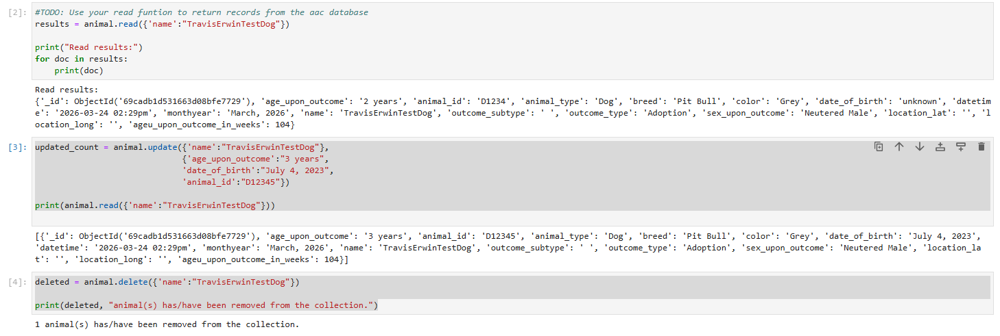 [2]: #TODO: Use your read funtion to return records from the aac database
results = animal.read({'name':"TravisErwinTestDog"})
print("Read results:")
for doc in results:
    print(doc)
Read results:
{'_id': ObjectId('69cadb1d531663d08bfe7729'), 'age_upon_outcome': '2 years', 'animal_id': 'D1234', 'animal_type': 'Dog', 'breed': 'Pit Bull', 'color': 'Grey', 'date_of_birth': 'unknown', 'datetim
e': '2026-03-24 02:29pm', 'monthyear': 'March, 2026', 'name': 'TravisErwinTestDog', 'outcome_subtype': ' ', 'outcome_type': 'Adoption', 'sex_upon_outcome': 'Neutered Male', 'location_lat': '', 'l
ocation_long': '', 'ageu_upon_outcome_in_weeks': 104}
[3]: updated_count = animal.update({'name':"TravisErwinTestDog"},
                              {'age_upon_outcome':"3 years",
                              'date_of_birth':"July 4, 2023",
                              'animal_id':"D12345"})
print(animal.read({'name':"TravisErwinTestDog"}))
[{'_id': ObjectId('69cadb1d531663d08bfe7729'), 'age_upon_outcome': '3 years', 'animal_id': 'D12345', 'animal_type': 'Dog', 'breed': 'Pit Bull', 'color': 'Grey', 'date_of_birth': 'July 4, 2023',
'datetime': '2026-03-24 02:29pm', 'monthyear': 'March, 2026', 'name': 'TravisErwinTestDog', 'outcome_subtype': ' ', 'outcome_type': 'Adoption', 'sex_upon_outcome': 'Neutered Male', 'location_la
t': '', 'location_long': '', 'ageu_upon_outcome_in_weeks': 104}]
[4]: deleted = animal.delete({'name':"TravisErwinTestDog"})
print(deleted, "animal(s) has/have been removed from the collection.")
1 animal(s) has/have been removed from the collection.